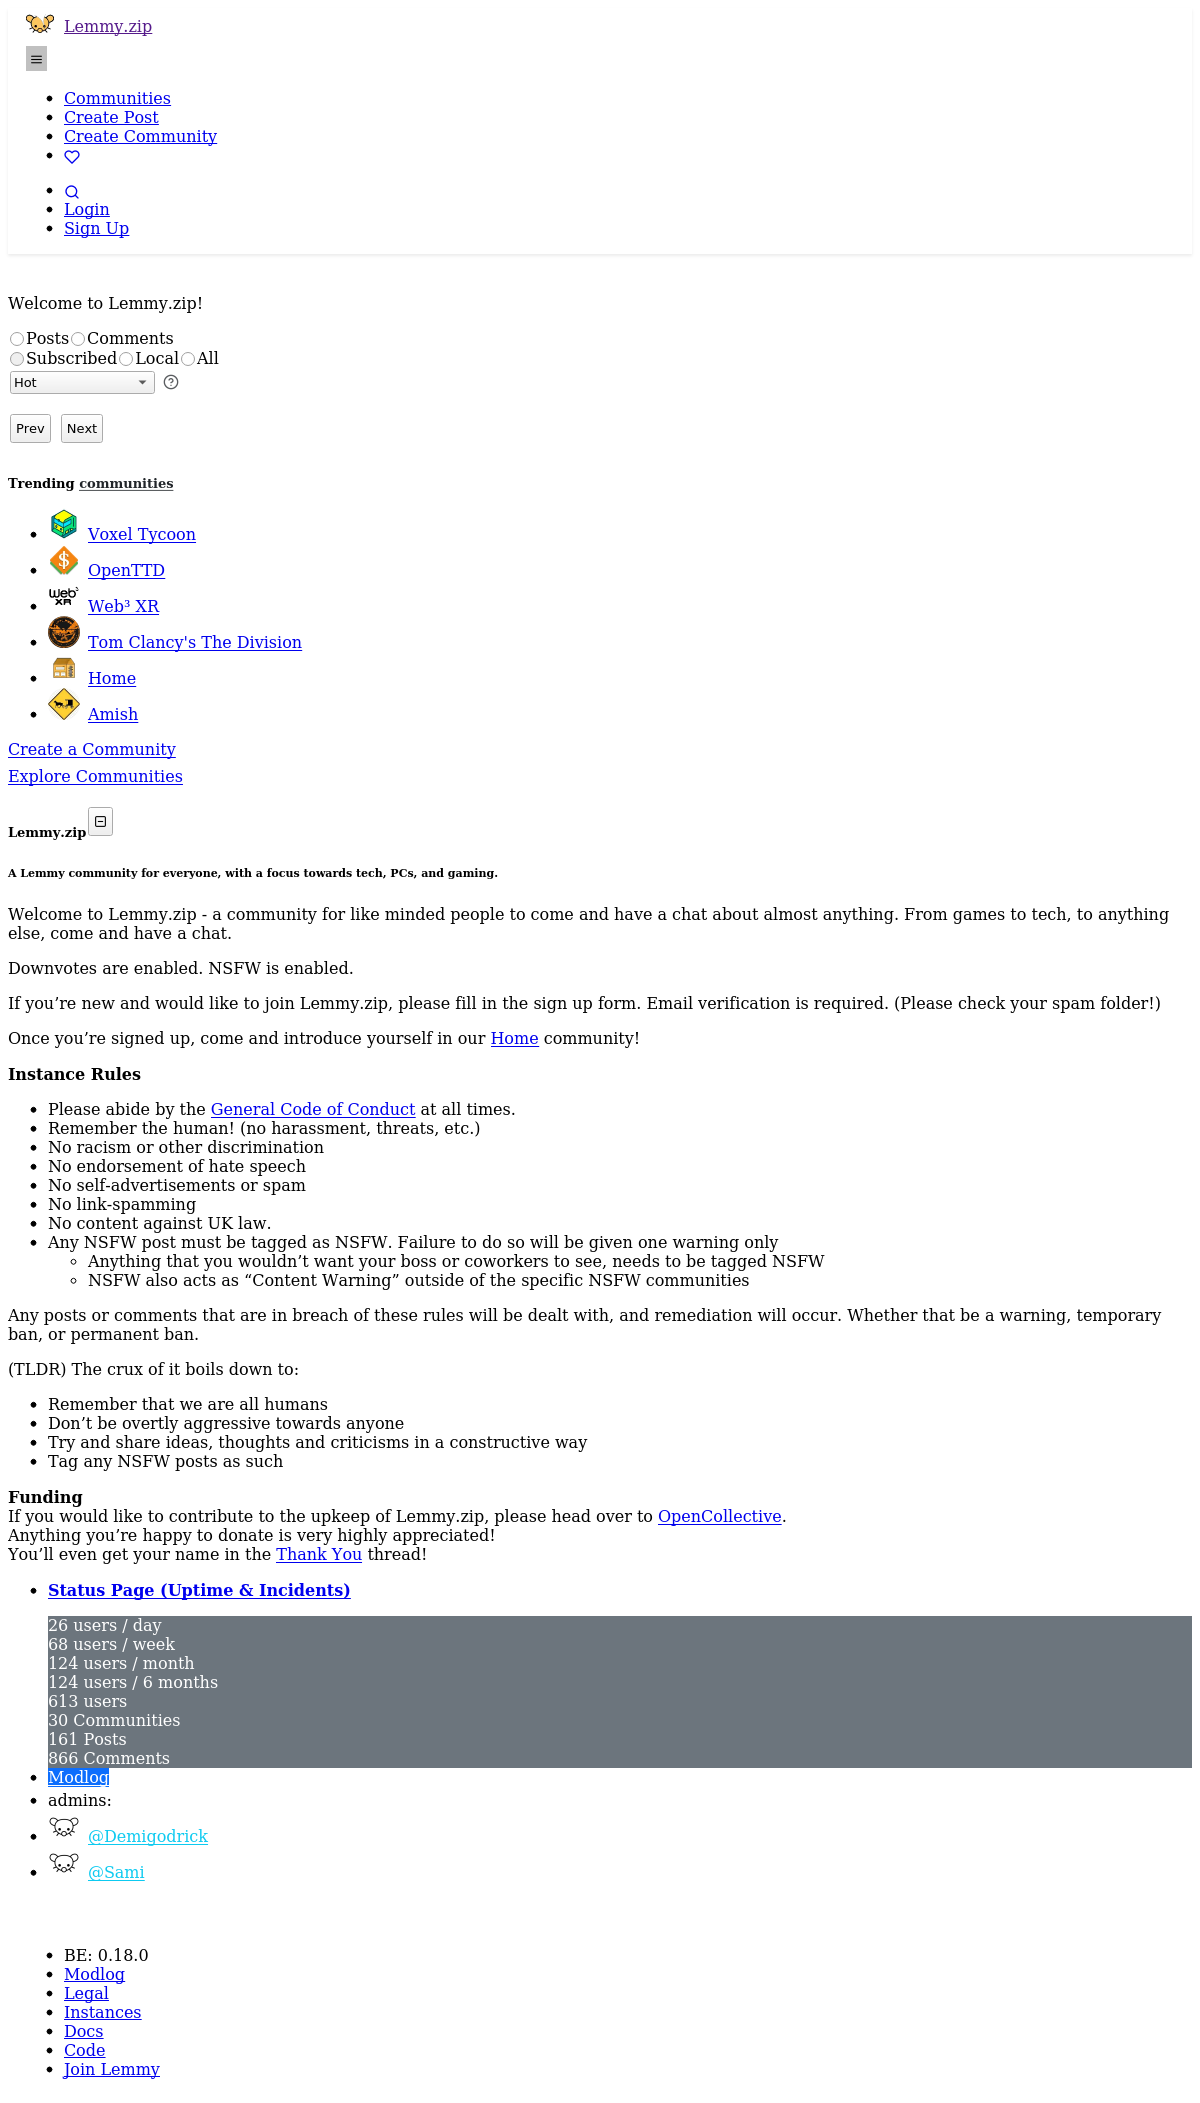 Lemmy.zip
Communities
Create Post
Create Community
Login
Sign Up
Welcome to Lemmy.zip!
Posts Comments
Subscribed Local All
Hot
Prev Next
Trending communities
Voxel Tycoon
OpenTTD
Web³ XR
Web³ XR
Tom Clancy's The Division
Home
Amish
Create a Community
Explore Communities
Lemmy.zip
A Lemmy community for everyone, with a focus towards tech, PCs, and gaming.
Welcome to Lemmy.zip - a community for like minded people to come and have a chat about almost anything. From games to tech, to anything
else, come and have a chat.
Downvotes are enabled. NSFW is enabled.
If you’re new and would like to join Lemmy.zip, please fill in the sign up form. Email verification is required. (Please check your spam folder!)
Once you’re signed up, come and introduce yourself in our Home community!
Instance Rules
Please abide by the General Code of Conduct at all times.
Remember the human! (no harassment, threats, etc.)
No racism or other discrimination
No endorsement of hate speech
No self-advertisements or spam
No link-spamming
No content against UK law.
Any NSFW post must be tagged as NSFW. Failure to do so will be given one warning only
Anything that you wouldn’t want your boss or coworkers to see, needs to be tagged NSFW
NSFW also acts as “Content Warning” outside of the specific NSFW communities
Any posts or comments that are in breach of these rules will be dealt with, and remediation will occur. Whether that be a warning, temporary
ban, or permanent ban.
(TLDR) The crux of it boils down to:
Remember that we are all humans
Don’t be overtly aggressive towards anyone
Try and share ideas, thoughts and criticisms in a constructive way
Tag any NSFW posts as such
Funding
If you would like to contribute to the upkeep of Lemmy.zip, please head over to OpenCollective.
Anything you’re happy to donate is very highly appreciated!
You’ll even get your name in the Thank You thread!
Status Page (Uptime & Incidents)
26 users / day
68 users / week
124 users / month
124 users / 6 months
613 users
30 Communities
161 Posts
866 Comments
Modlog
admins:
@Demigodrick
@Sami
BE: 0.18.0
Modlog
Legal
Instances
Docs
Code
Join Lemmy